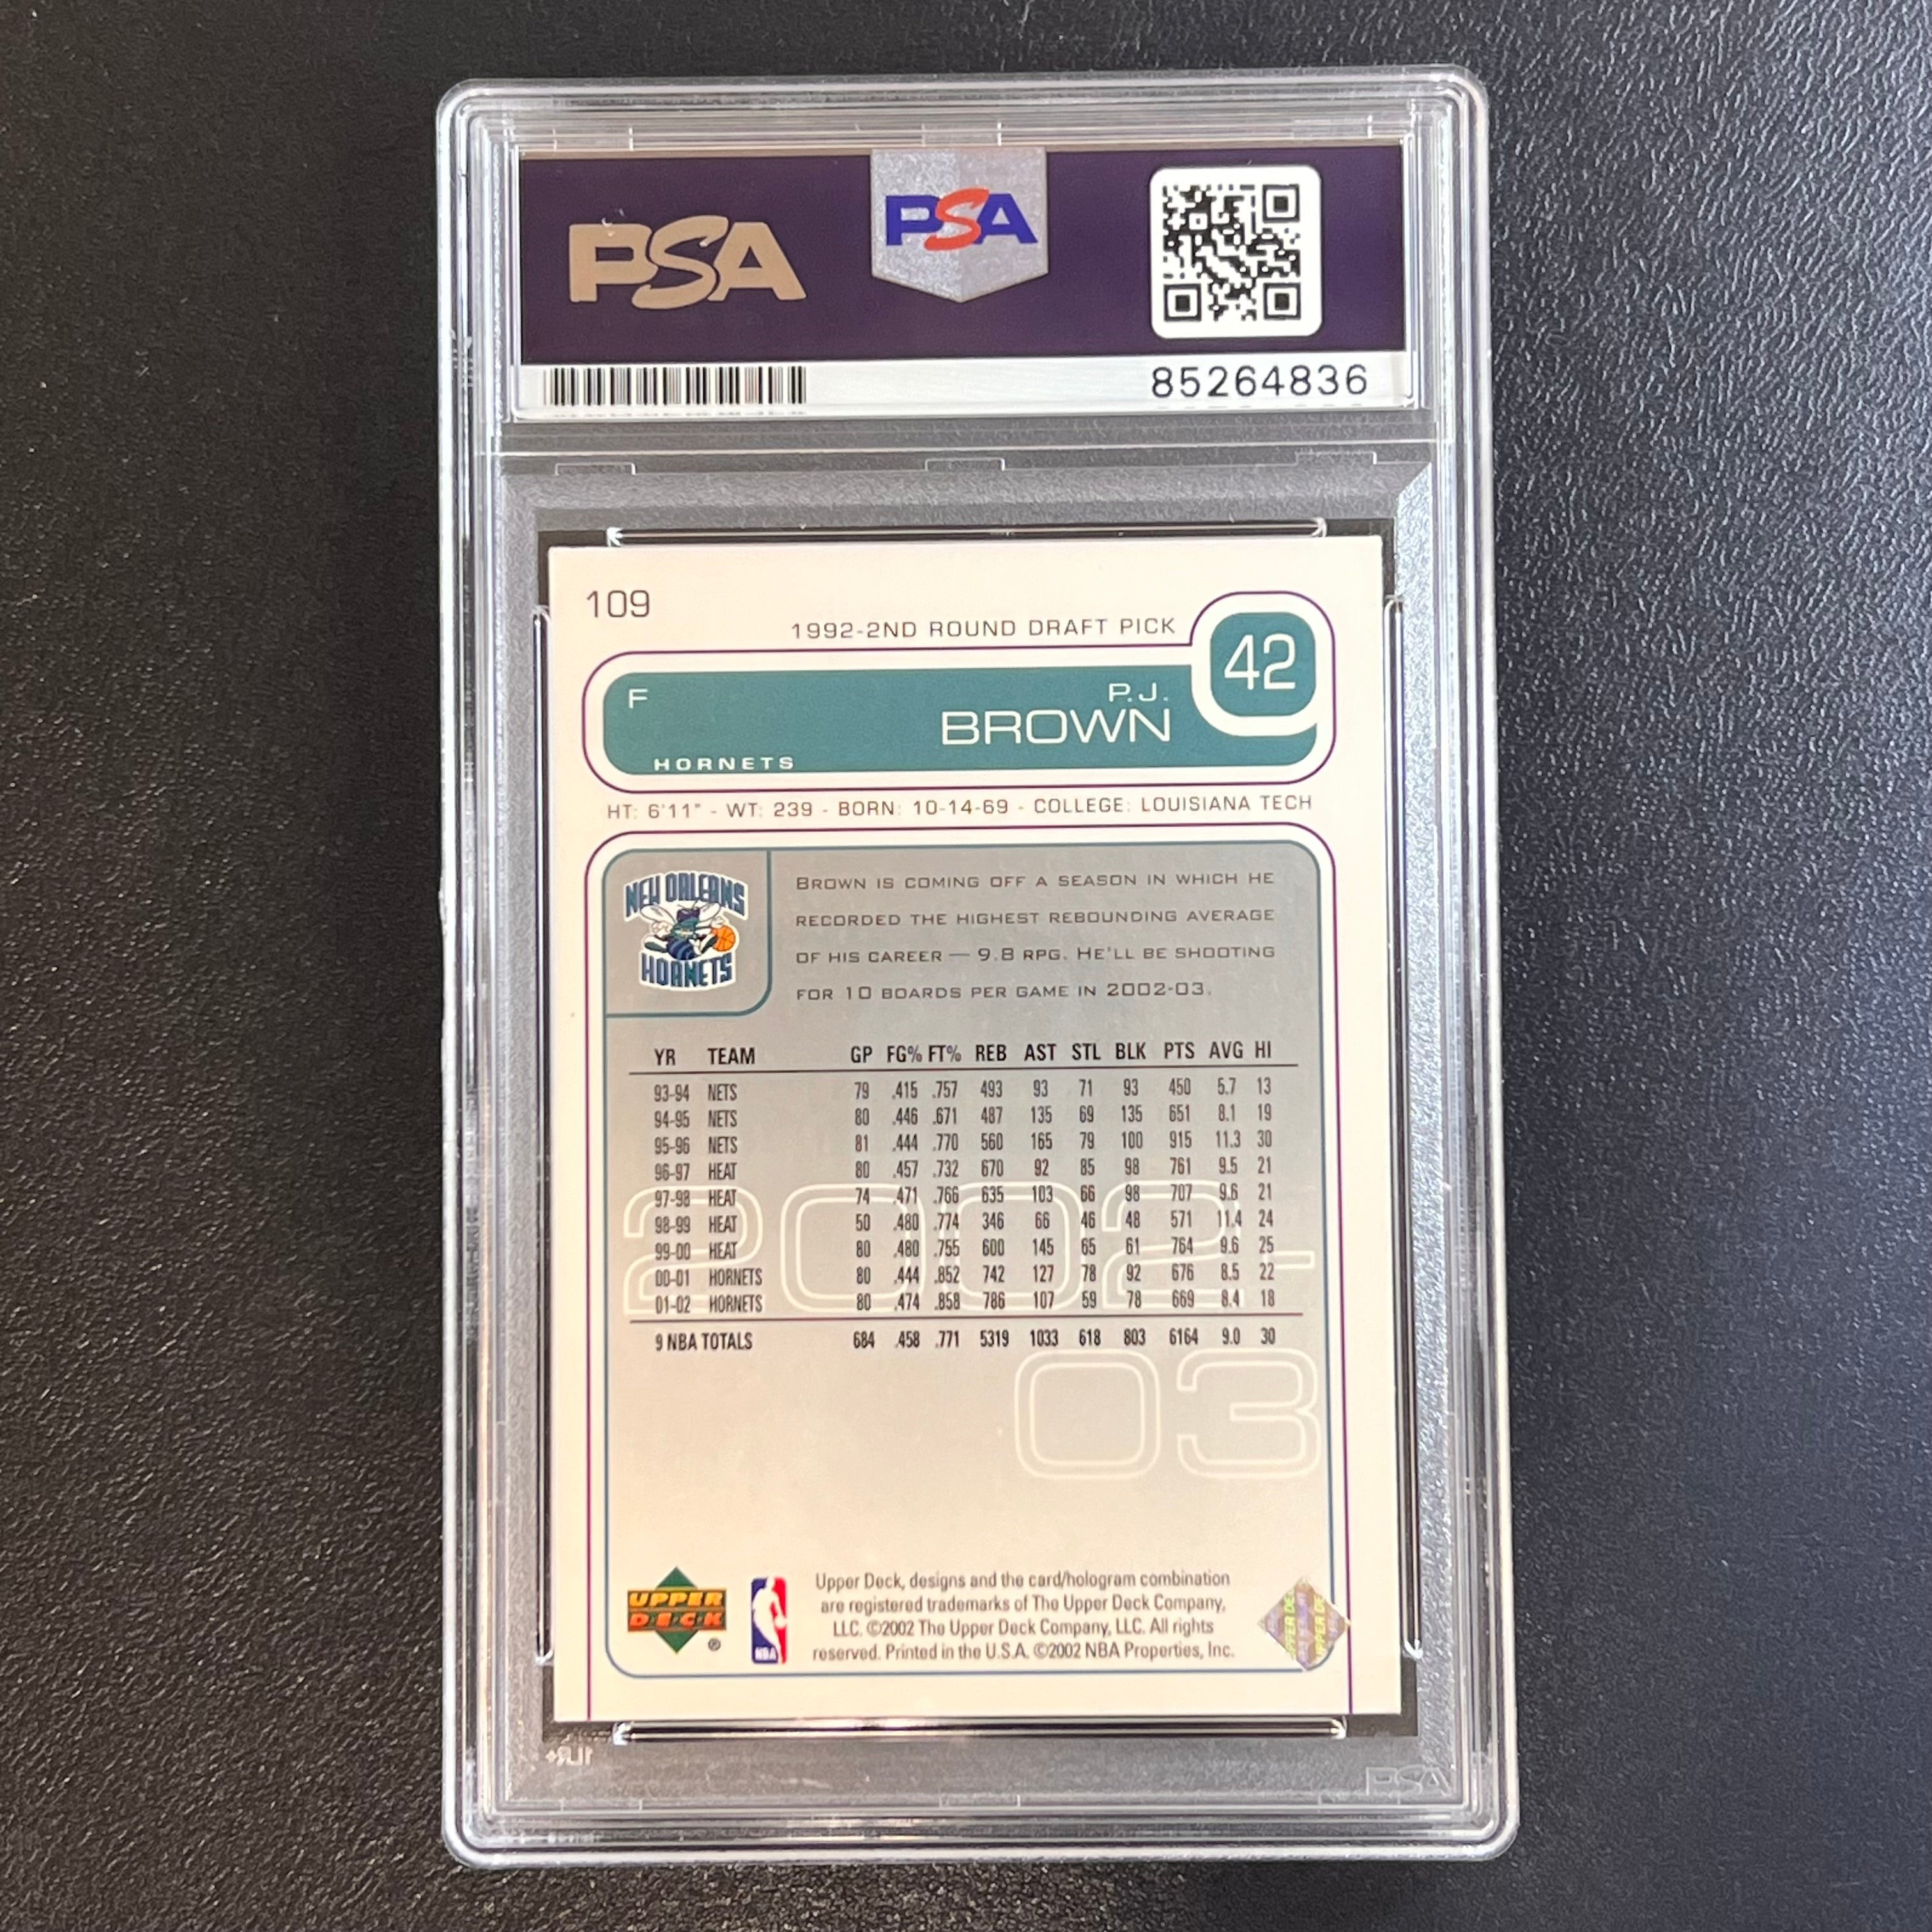 PSA
PSA
85264836
109
1992-2ND ROUND DRAFT PICK
42
F
P.J.
BROWN
HORNETS
HT: 6'11" - WT: 239 - BORN: 10-14-69 - COLLEGE: LOUISIANA TECH
NEW ORLEANS
HORNETS
BROWN IS COMING OFF A SEASON IN WHICH HE
RECORDED THE HIGHEST REBOUNDING AVERAGE
OF HIS CAREER — 9.8 RPG. HE'LL BE SHOOTING
FOR 10 BOARDS PER GAME IN 2002-03.
YR TEAM GP FG% FT% REB AST STL BLK PTS AVG HI
93-94 NETS 79 .415 .757 493 93 71 93 450 5.7 13
94-95 NETS 80 .446 .671 487 135 69 135 651 8.1 19
95-96 NETS 81 .444 .770 560 165 79 100 915 11.3 30
96-97 HEAT 80 .457 .732 670 92 85 98 761 9.5 21
97-98 HEAT 74 .471 .766 635 103 66 98 707 9.6 21
98-99 HEAT 50 .480 .774 346 66 46 48 571 11.4 24
99-00 HEAT 80 .480 .755 600 145 65 61 764 9.6 25
00-01 HORNETS 80 .444 .852 742 127 78 92 676 8.5 22
01-02 HORNETS 80 .474 .858 786 107 59 78 669 8.4 18
9 NBA TOTALS 684 .458 .771 5319 1033 618 803 6164 9.0 30
2002-
03
UPPER
DECK
®
NBA
Upper Deck, designs and the card/hologram combination
are registered trademarks of The Upper Deck Company,
LLC. ©2002 The Upper Deck Company, LLC. All rights
reserved. Printed in the U.S.A. ©2002 NBA Properties, Inc.
PSA